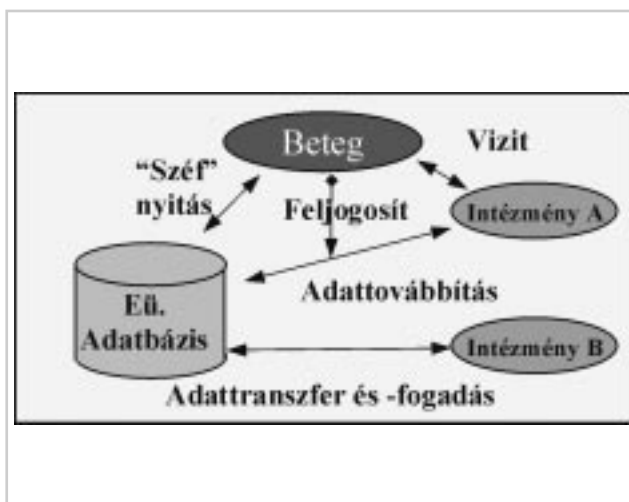 Beteg
Vizit
“Széf”
nyitás
Feljogosít
Intézmény A
Adattovábbítás
Eü.
Adatbázis
Intézmény B
Adattranszfer és -fogadás